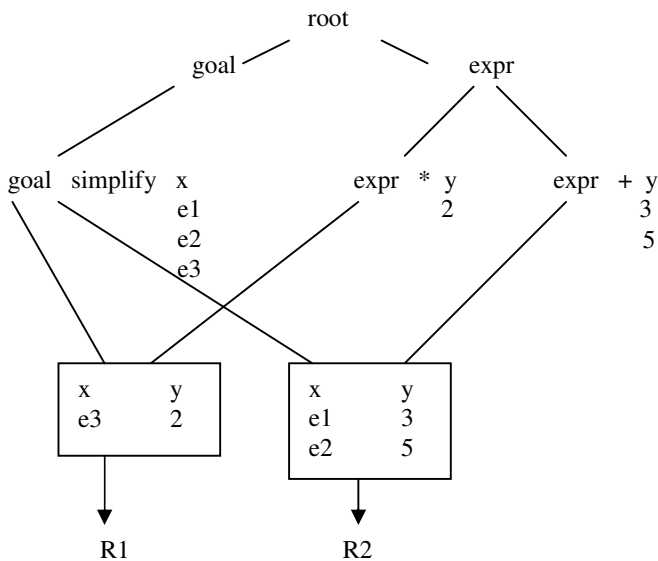 root
goal expr
goal simplify x expr * y expr + y
e1 2 3
e2 5
e3
x y x y
e3 2 e1 3
e2 5
R1 R2